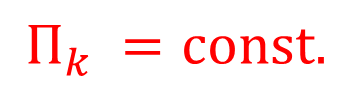 Πₖ = const.